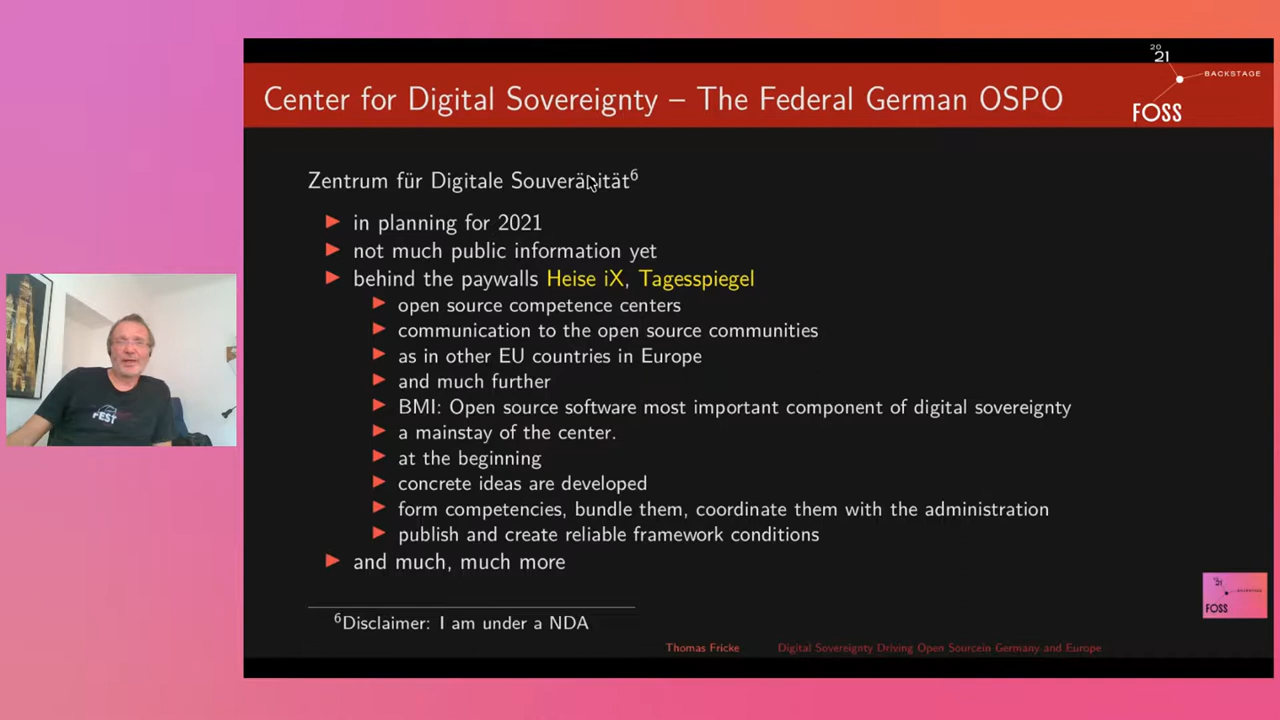 Center for Digital Sovereignty – The Federal German OSPO
20
21
BACKSTAGE
FOSS
Zentrum für Digitale Souveränität6
in planning for 2021
not much public information yet
behind the paywalls Heise iX, Tagesspiegel
open source competence centers
communication to the open source communities
as in other EU countries in Europe
and much further
BMI: Open source software most important component of digital sovereignty
a mainstay of the center.
at the beginning
concrete ideas are developed
form competencies, bundle them, coordinate them with the administration
publish and create reliable framework conditions
and much, much more
6Disclaimer: I am under a NDA
Thomas Fricke
Digital Sovereignty Driving Open Sourcein Germany and Europe
FEST
21
FOSS